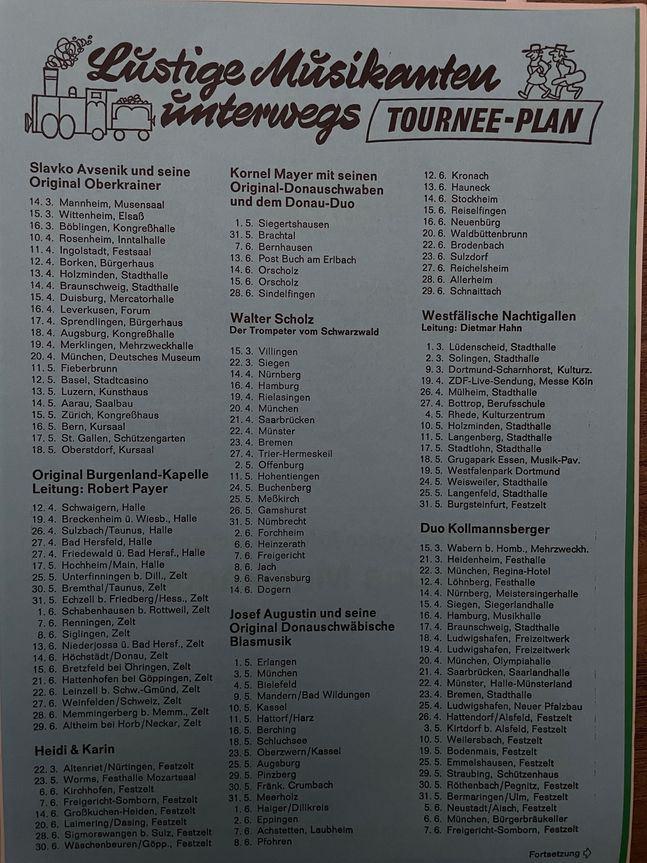 Lustige Musikanten
unterwegs
TOURNEE-PLAN
Slavko Avsenik und seine
Original Oberkrainer
14. 3. Mannheim, Musensaal
15. 3. Wittenheim, Elsaß
16. 3. Böblingen, Kongreßhalle
10. 4. Rosenheim, Inntalhalle
11. 4. Ingolstadt, Festsaal
12. 4. Borken, Bürgerhaus
13. 4. Holzminden, Stadthalle
14. 4. Braunschweig, Stadthalle
15. 4. Duisburg, Mercatorhalle
16. 4. Leverkusen, Forum
17. 4. Sprendlingen, Bürgerhaus
18. 4. Augsburg, Kongreßhalle
19. 4. Merklingen, Mehrzweckhalle
20. 4. München, Deutsches Museum
11. 5. Fieberbrunn
12. 5. Basel, Stadtcasino
13. 5. Luzern, Kunsthaus
14. 5. Aarau, Saalbau
15. 5. Zürich, Kongreßhaus
16. 5. Bern, Kursaal
17. 5. St. Gallen, Schützengarten
18. 5. Oberstdorf, Kursaal
Original Burgenland-Kapelle
Leitung: Robert Payer
12. 4. Schwaigern, Halle
19. 4. Breckenheim ü. Wiesb., Halle
26. 4. Sulzbach/Taunus, Halle
27. 4. Bad Hersfeld, Halle
27. 4. Friedewald ü. Bad Hersf., Halle
17. 5. Hochheim/Main, Halle
25. 5. Unterfinningen b. Dill., Zelt
30. 5. Bremthal/Taunus, Zelt
31. 5. Echzell b. Friedberg/Hess., Zelt
1. 6. Schabenhausen b. Rottweil, Zelt
7. 6. Renningen, Zelt
8. 6. Siglingen, Zelt
13. 6. Niederjossa ü. Bad Hersf., Zelt
14. 6. Höchstädt/Donau, Zelt
15. 6. Bretzfeld bei Öhringen, Zelt
21. 6. Hattenhofen bei Göppingen, Zelt
22. 6. Leinzell b. Schw.-Gmünd, Zelt
27. 6. Weinfelden/Schweiz, Zelt
28. 6. Memmingerberg b. Memm., Zelt
29. 6. Altheim bei Horb/Neckar, Zelt
Heidi & Karin
22. 3. Altenriet/Nürtingen, Festzelt
23. 5. Worms, Festhalle Mozartsaal
6. 6. Kirchhofen, Festzelt
7. 6. Freigericht-Somborn, Festzelt
14. 6. Großkuchen-Heiden, Festzelt
20. 6. Laimering/Dasing, Festzelt
28. 6. Sigmarswangen b. Sulz, Festzelt
30. 6. Wäschenbeuren/Göpp., Festzelt
Kornel Mayer mit seinen
Original-Donauschwaben
und dem Donau-Duo
1. 5. Siegertshausen
31. 5. Brachtal
7. 6. Bernhausen
13. 6. Post Buch am Erlbach
14. 6. Orscholz
15. 6. Orscholz
28. 6. Sindelfingen
Walter Scholz
Der Trompeter vom Schwarzwald
15. 3. Villingen
22. 3. Siegen
14. 4. Nürnberg
16. 4. Hamburg
19. 4. Rielasingen
20. 4. München
21. 4. Saarbrücken
22. 4. Münster
23. 4. Bremen
27. 4. Trier-Hermeskeil
2. 5. Offenburg
11. 5. Hohentiengen
24. 5. Buchenberg
25. 5. Meßkirch
26. 5. Gamshurst
31. 5. Nümbrecht
2. 6. Forchheim
6. 6. Heinzerath
7. 6. Freigericht
8. 6. Jach
9. 6. Ravensburg
14. 6. Dogern
Josef Augustin und seine
Original Donauschwäbische
Blasmusik
1. 5. Erlangen
3. 5. München
4. 5. Bielefeld
9. 5. Mandern/Bad Wildungen
10. 5. Kassel
11. 5. Hattorf/Harz
16. 5. Berching
18. 5. Schluchsee
23. 5. Oberzwern/Kassel
25. 5. Augsburg
29. 5. Pinzberg
30. 5. Fränk. Crumbach
31. 5. Meerholz
1. 6. Haiger/Dillkreis
2. 6. Eppingen
7. 6. Achstetten, Laubheim
8. 6. Pfohren
12. 6. Kronach
13. 6. Hauneck
14. 6. Stockheim
15. 6. Reiselfingen
16. 6. Neuenbürg
20. 6. Waldbüttenbrunn
22. 6. Brodenbach
23. 6. Sulzdorf
27. 6. Reichelsheim
28. 6. Allerheim
29. 6. Schnaittach
Westfälische Nachtigallen
Leitung: Dietmar Hahn
1. 3. Lüdenscheid, Stadthalle
2. 3. Solingen, Stadthalle
9. 3. Dortmund-Scharnhorst, Kulturz.
19. 4. ZDF-Live-Sendung, Messe Köln
26. 4. Mülheim, Stadthalle
27. 4. Bottrop, Berufsschule
4. 5. Rhede, Kulturzentrum
10. 5. Holzminden, Stadthalle
11. 5. Langenberg, Stadthalle
17. 5. Stadtlohn, Stadthalle
18. 5. Grugapark Essen, Musik-Pav.
19. 5. Westfalenpark Dortmund
24. 5. Weisweiler, Stadthalle
25. 5. Langenfeld, Stadthalle
31. 5. Burgsteinfurt, Festzelt
Duo Kollmannsberger
15. 3. Wabern b. Homb., Mehrzweckh.
21. 3. Heidenheim, Festhalle
22. 3. München, Regina-Hotel
12. 4. Löhnberg, Festhalle
14. 4. Nürnberg, Meistersingerhalle
15. 4. Siegen, Siegerlandhalle
16. 4. Hamburg, Musikhalle
17. 4. Braunschweig, Stadthalle
18. 4. Ludwigshafen, Freizeitwerk
19. 4. Ludwigshafen, Freizeitwerk
20. 4. München, Olympiahalle
21. 4. Saarbrücken, Saarlandhalle
22. 4. Münster, Halle-Münsterland
23. 4. Bremen, Stadthalle
25. 4. Ludwigshafen, Neuer Pfalzbau
26. 4. Hattendorf/Alsfeld, Festzelt
3. 5. Kirtdorf b. Alsfeld, Festzelt
10. 5. Weilersbach, Festzelt
19. 5. Bodenmais, Festzelt
25. 5. Emmelshausen, Festzelt
29. 5. Straubing, Schützenhaus
30. 5. Röthenbach/Pegnitz, Festzelt
31. 5. Bermaringen/Ulm, Festzelt
5. 6. Neustadt/Aisch, Festzelt
6. 6. München, Bürgerbräukeller
7. 6. Freigericht-Somborn, Festzelt
Fortsetzung